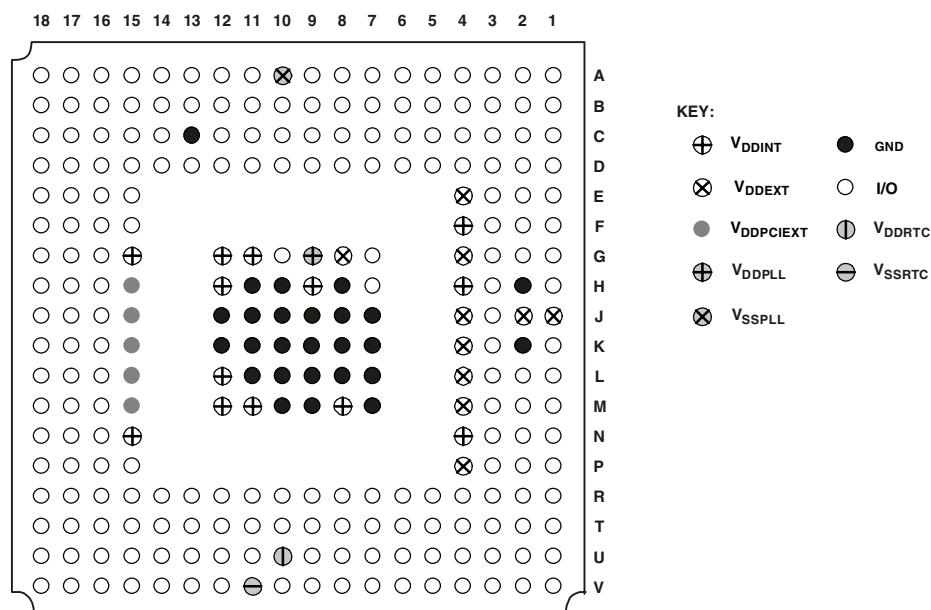 18 17 16 15 14 13 12 11 10 9 8 7 6 5 4 3 2 1
A
B
C
D
E
F
G
H
J
K
L
M
N
P
R
T
U
V
KEY:
VDDINT
GND
VDDEXT
I/O
VDDPCIEXT
VDDRTC
VDDPLL
VSSRTC
VSSPLL